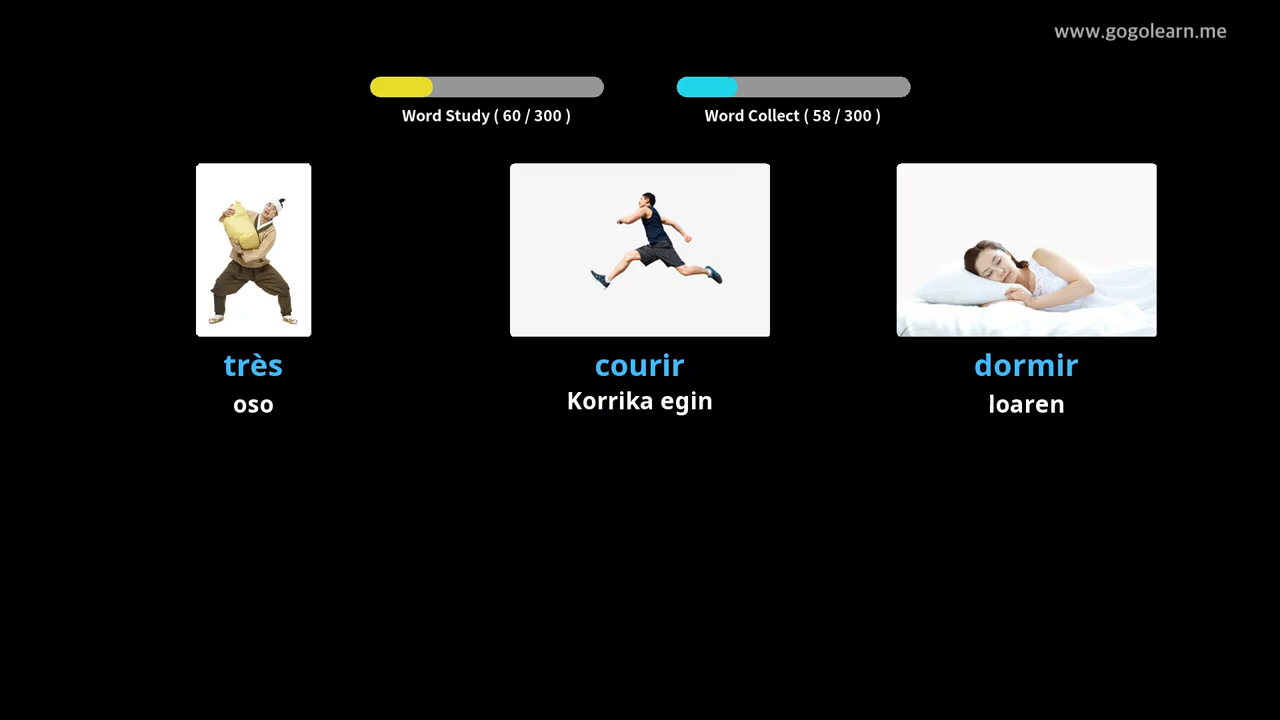 www.gogolearn.me
Word Study ( 60 / 300 )
Word Collect ( 58 / 300 )
très
oso
courir
Korrika egin
dormir
loaren